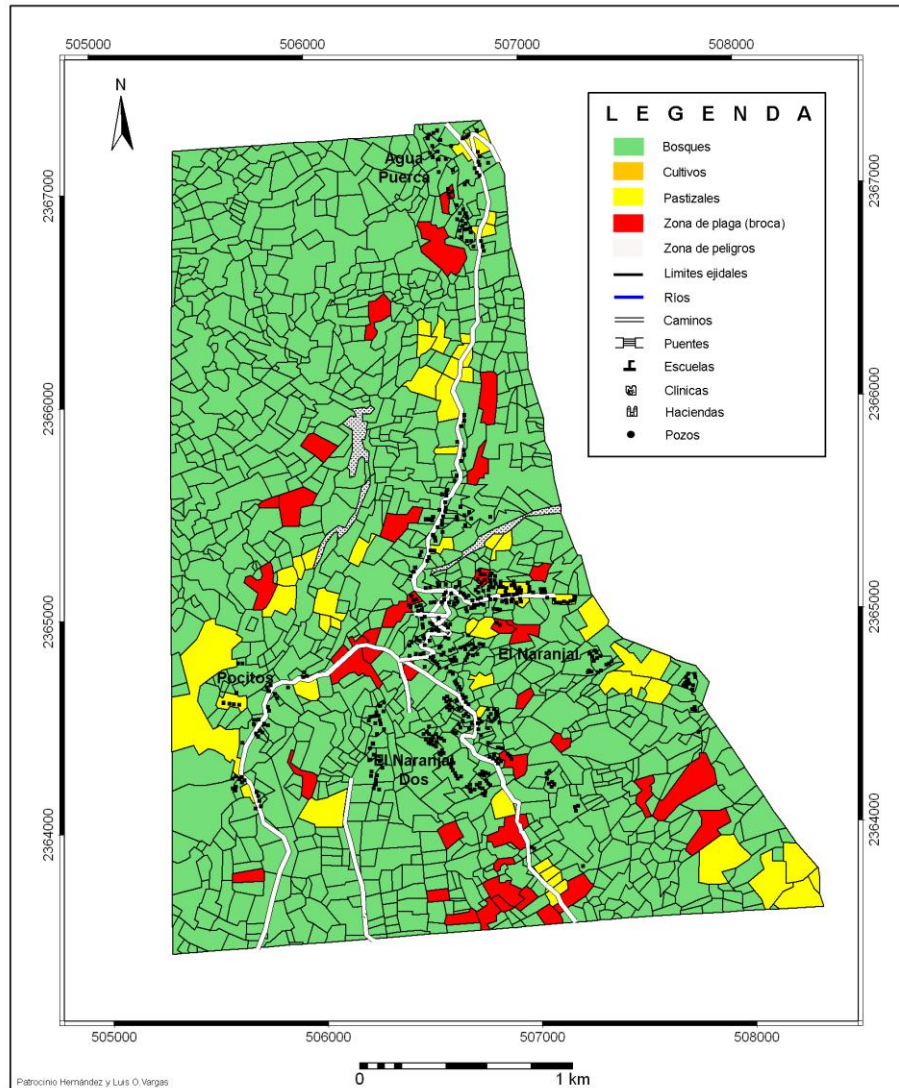 505000 506000 507000 508000
N
L E G E N D A
Bosques
Cultivos
Pastizales
Zona de plaga (broca)
Zona de peligros
Limites ejidales
Ríos
Caminos
Puentes
Escuelas
Clínicas
Haciendas
Pozos
Agua
Puerca
2367000 2367000
2366000 2366000
2365000 2365000
El Naranjal
Pocitos
El Naranjal
Dos
2364000 2364000
505000 506000 507000 508000
0 1 km
Patrocinio Hernández y Luis O.Vargas